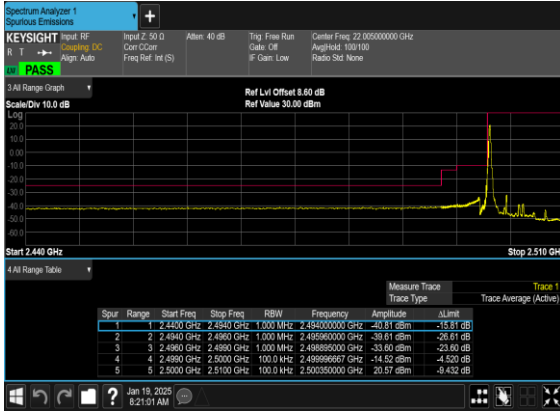 Spectrum Analyzer 1
Spurious Emissions
+
KEYSIGHT Input: RF Input Z: 50 Ω Atten: 40 dB Trig: Free Run Center Freq: 22.005000000 GHz
R T Coupling: DC Corr CCorr Gate: Off Avg|Hold: 100/100
Align: Auto Freq Ref: Int (S) IF Gain: Low Radio Std: None
PASS
3 All Range Graph
Ref Lvl Offset 8.60 dB
Scale/Div 10.0 dB Ref Value 30.00 dBm
Log
20.0
10.0
0.00
-10.0
-20.0
-30.0
-40.0
-50.0
-60.0
Start 2.440 GHz Stop 2.510 GH
4 All Range Table
Measure Trace Trace 1
Trace Type Trace Average (Active)
Spur Range Start Freq Stop Freq RBW Frequency Amplitude ΔLimit
1 1 2.4400 GHz 2.4940 GHz 1.000 MHz 2.494000000 GHz -40.81 dBm -15.81 dB
2 2 2.4940 GHz 2.4960 GHz 1.000 MHz 2.495960000 GHz -39.61 dBm -26.61 dB
3 3 2.4960 GHz 2.4990 GHz 1.000 MHz 2.498895000 GHz -33.60 dBm -23.60 dB
4 4 2.4990 GHz 2.5000 GHz 100.0 kHz 2.499996667 GHz -14.52 dBm -4.520 dB
5 5 2.5000 GHz 2.5100 GHz 100.0 kHz 2.500350000 GHz 20.57 dBm -9.432 dB
? Jan 19, 2025
8:21:01 AM